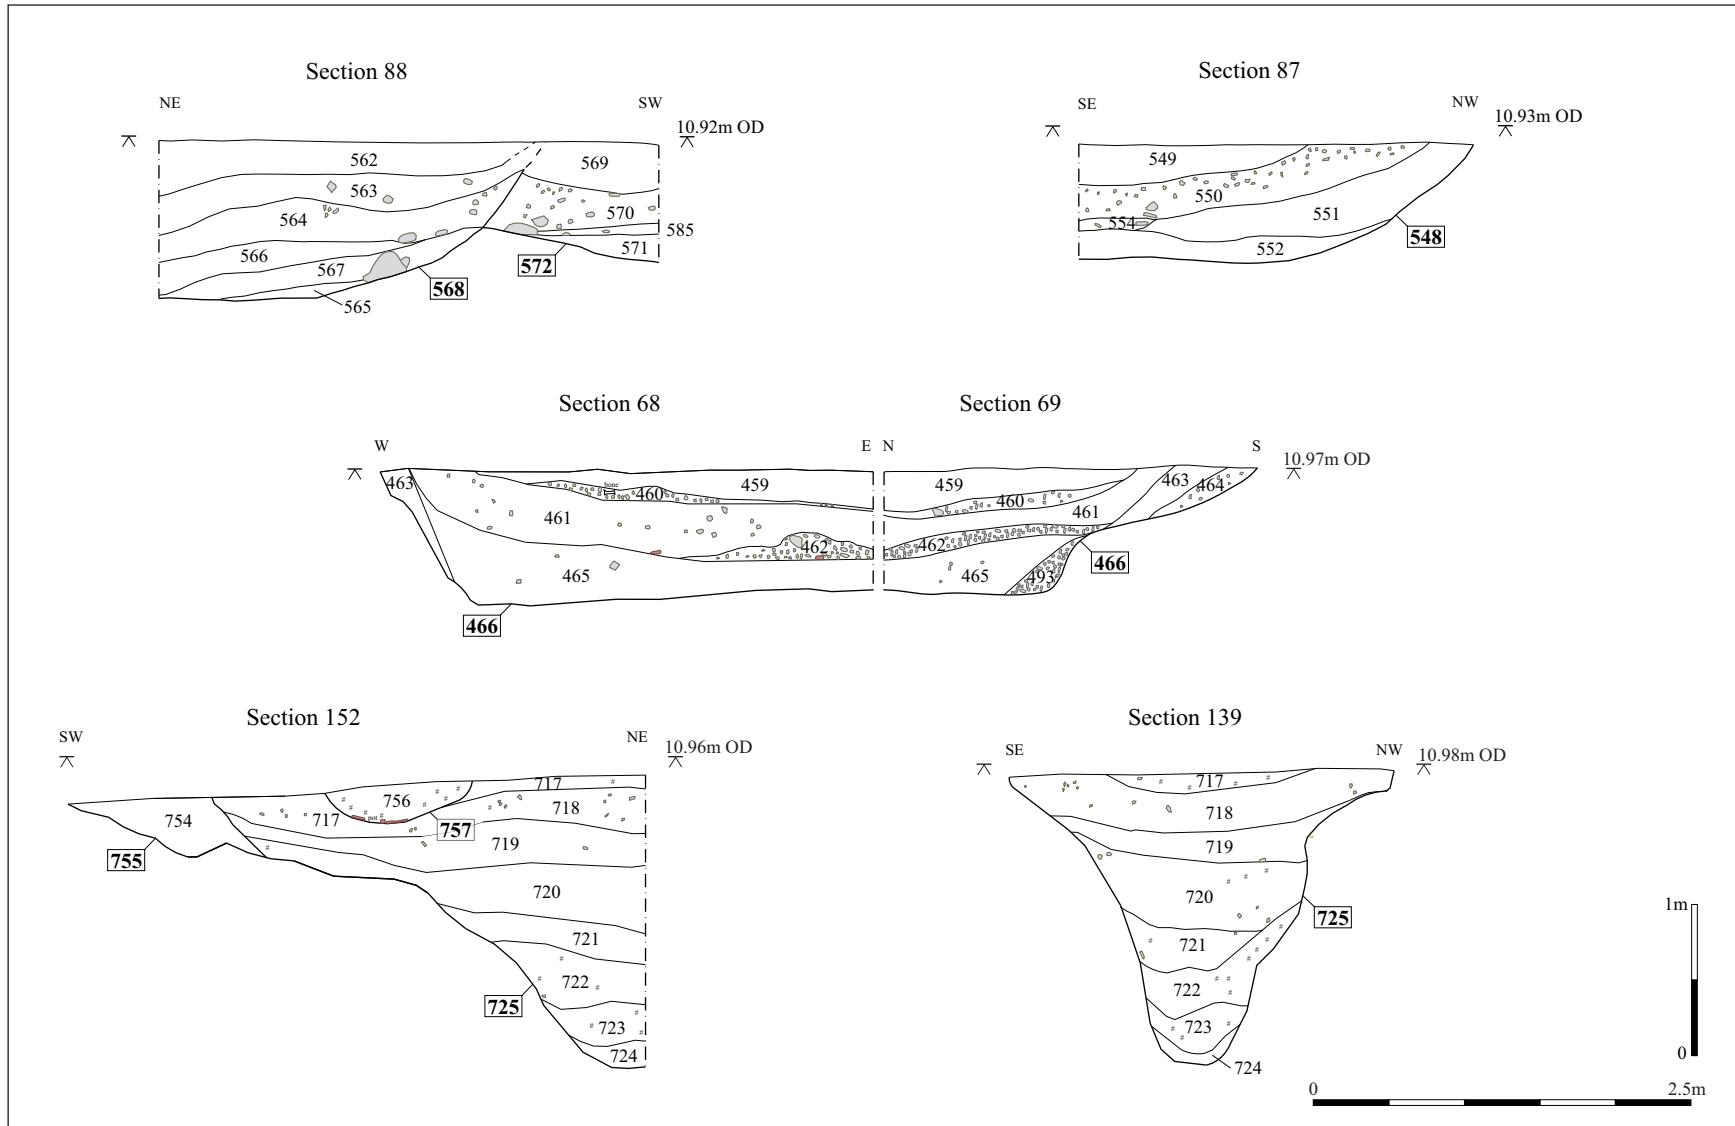 Section 88
Section 87
NE
SW
10.92m OD
SE
NW
10.93m OD
562
569
563
564
570
585
566
567
571
572
568
565
549
550
554
551
552
548
Section 68
Section 69
W
E
N
S
10.97m OD
463
bone
460
459
461
462
465
466
459
460
461
463
464
462
465
493
466
Section 152
Section 139
SW
NE
10.96m OD
SE
NW
10.98m OD
717
756
718
754
717
pot
757
719
755
720
721
722
725
723
724
717
718
719
720
721
725
722
723
724
1m
0
0
2.5m